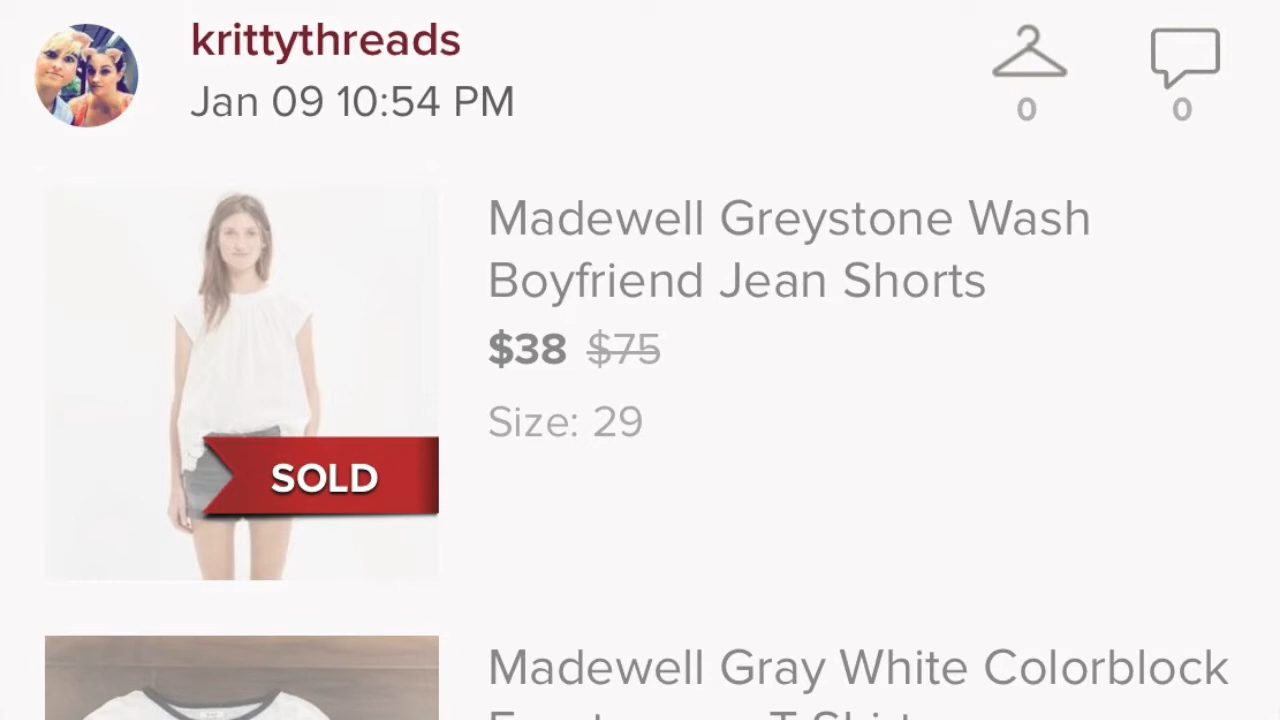 krittythreads
Jan 09 10:54 PM
0
0
Madewell Greystone Wash
Boyfriend Jean Shorts
$38 $75
Size: 29
SOLD
Madewell Gray White Colorblock